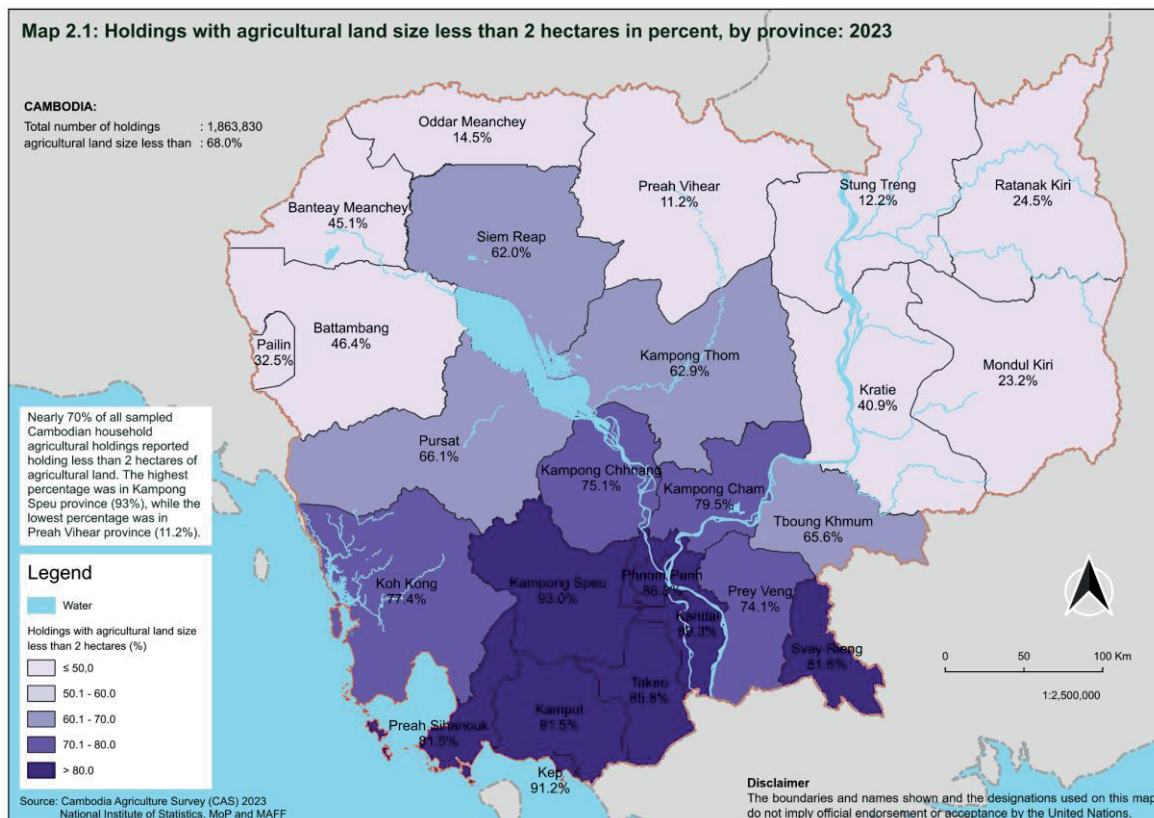 Map 2.1: Holdings with agricultural land size less than 2 hectares in percent, by province: 2023
CAMBODIA:
Total number of holdings : 1,863,830
agricultural land size less than : 68.0%
Oddar Meanchey
14.5%
Preah Vihear
11.2%
Stung Treng
12.2%
Ratanak Kiri
24.5%
Banteay Meanchey
45.1%
Siem Reap
62.0%
Battambang
46.4%
Pailin
32.5%
Kampong Thom
62.9%
Kratie
40.9%
Mondul Kiri
23.2%
Pursat
66.1%
Kampong Chhnang
75.1%
Kampong Cham
79.5%
Tboung Khmum
65.6%
Koh Kong
77.4%
Kampong Speu
93.0%
Phnom Penh
Prey Veng
74.1%
Kandal
Svay Rieng
81.6%
Takeo
85.8%
Kampot
91.5%
Preah Sihanouk
Kep
91.2%
Nearly 70% of all sampled
Cambodian household
agricultural holdings reported
holding less than 2 hectares of
agricultural land. The highest
percentage was in Kampong
Speu province (93%), while the
lowest percentage was in
Preah Vihear province (11.2%).
Legend
Water
Holdings with agricultural land size
less than 2 hectares (%)
≤ 50,0
50.1 - 60.0
60.1 - 70.0
70.1 - 80.0
> 80.0
0 50 100 Km
1:2,500,000
Source: Cambodia Agriculture Survey (CAS) 2023
National Institute of Statistics, MoP and MAFF
Disclaimer
The boundaries and names shown and the designations used on this map
do not imply official endorsement or acceptance by the United Nations.